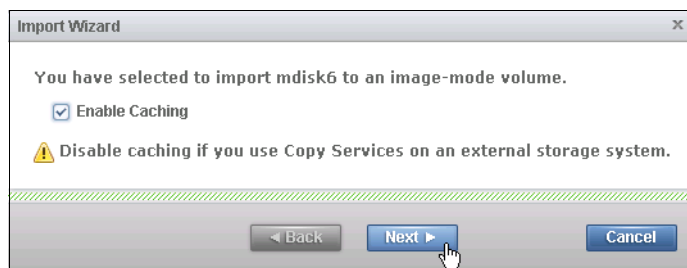 Import Wizard x
You have selected to import mdisk6 to an image-mode volume.
Enable Caching
Disable caching if you use Copy Services on an external storage system.
Back Next Cancel